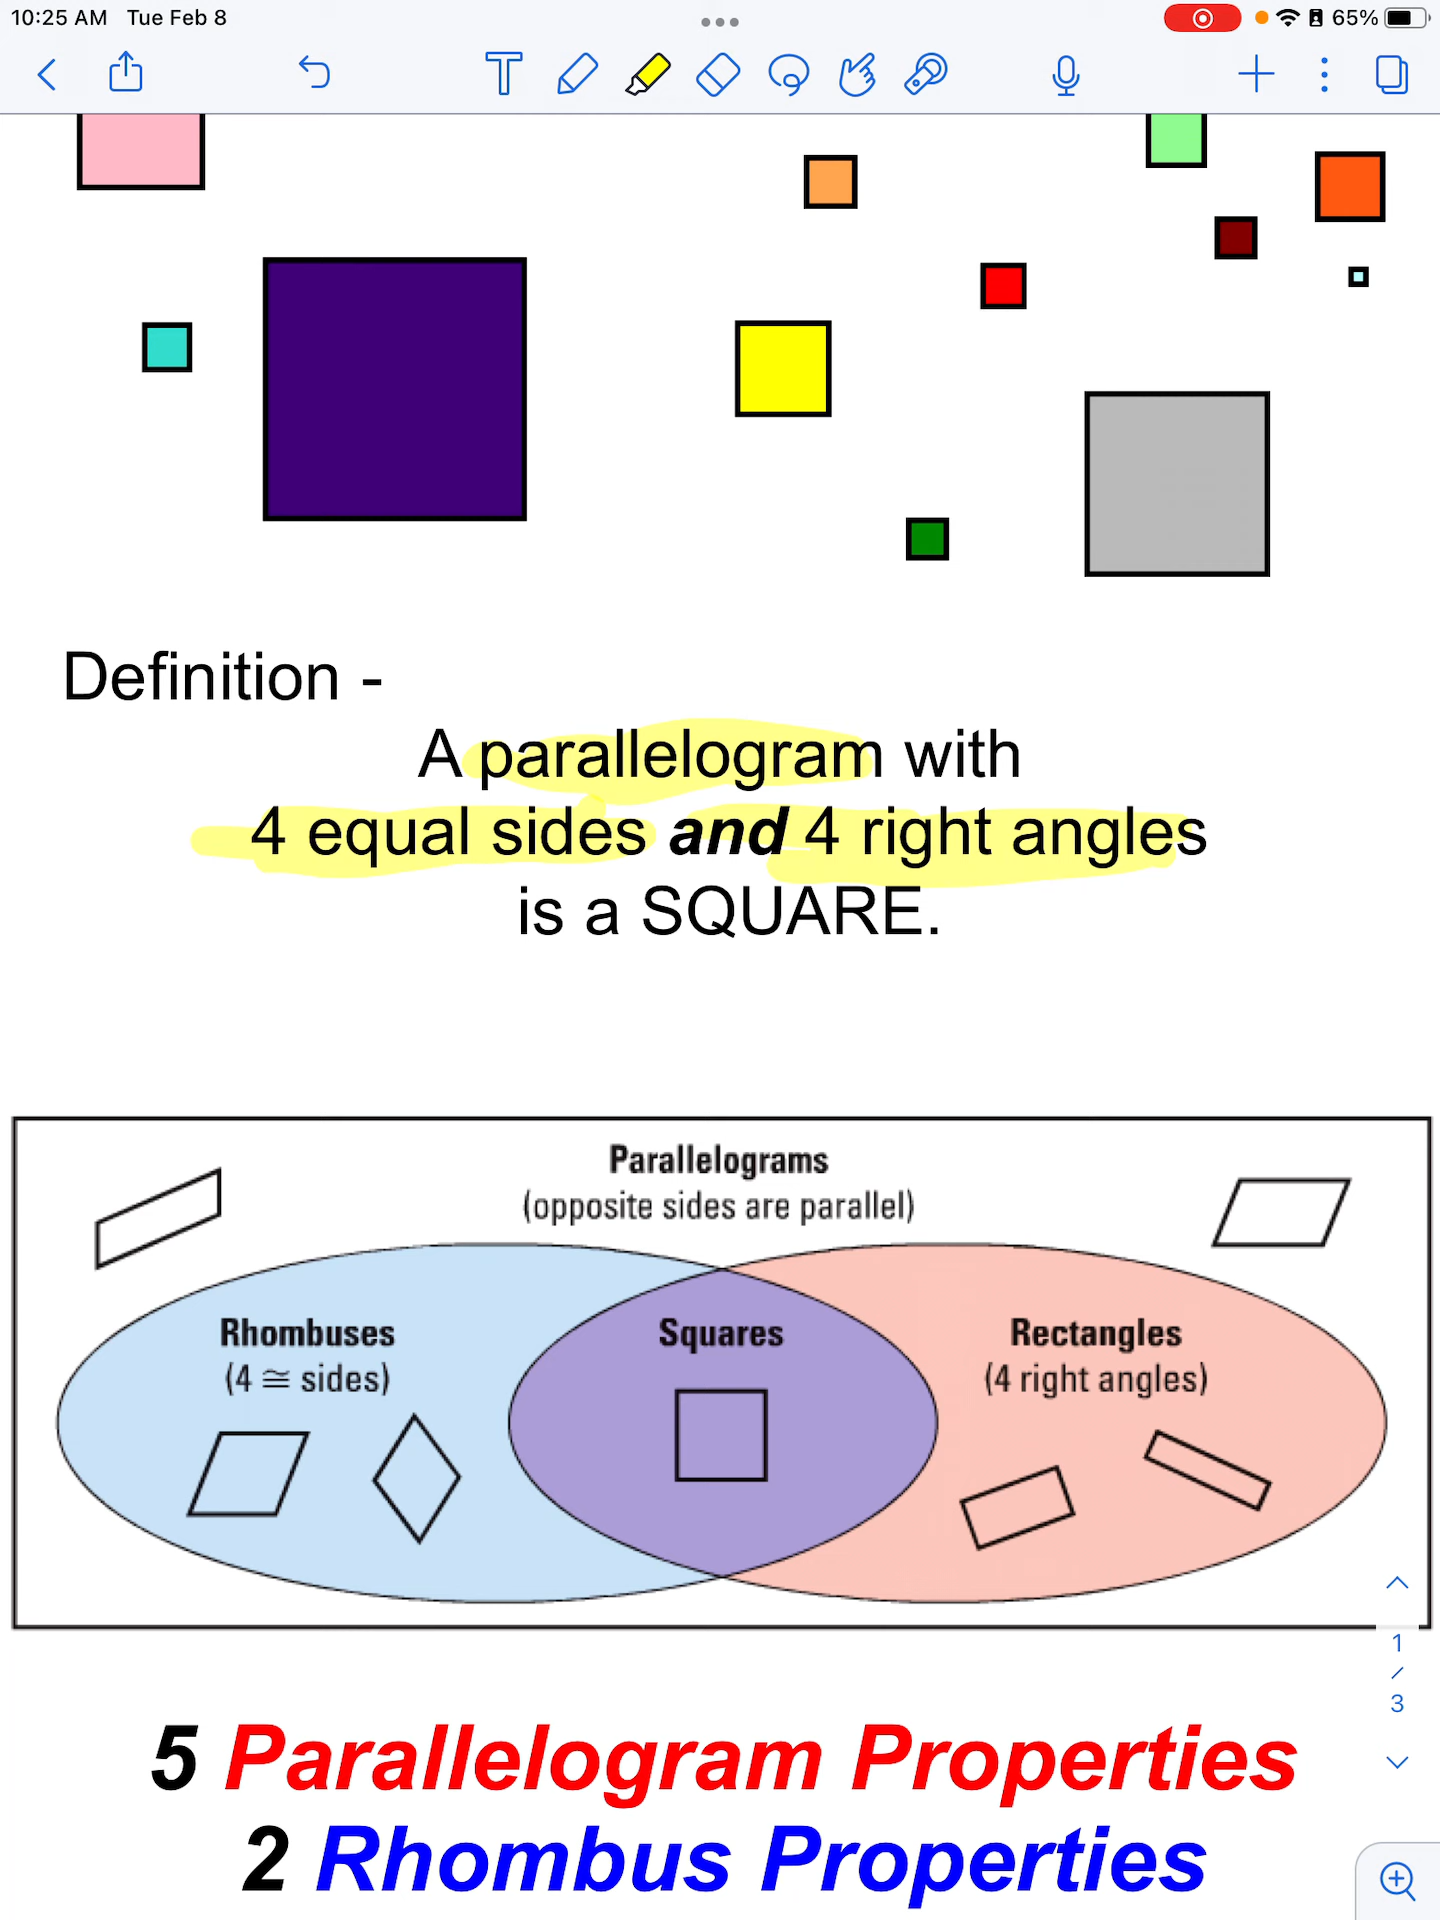 10:25 AM Tue Feb 8
65%
Definition -
A parallelogram with
4 equal sides and 4 right angles
is a SQUARE.
Parallelograms
(opposite sides are parallel)
Rhombuses
(4 ≅ sides)
Squares
Rectangles
(4 right angles)
1
/
3
5 Parallelogram Properties
2 Rhombus Properties